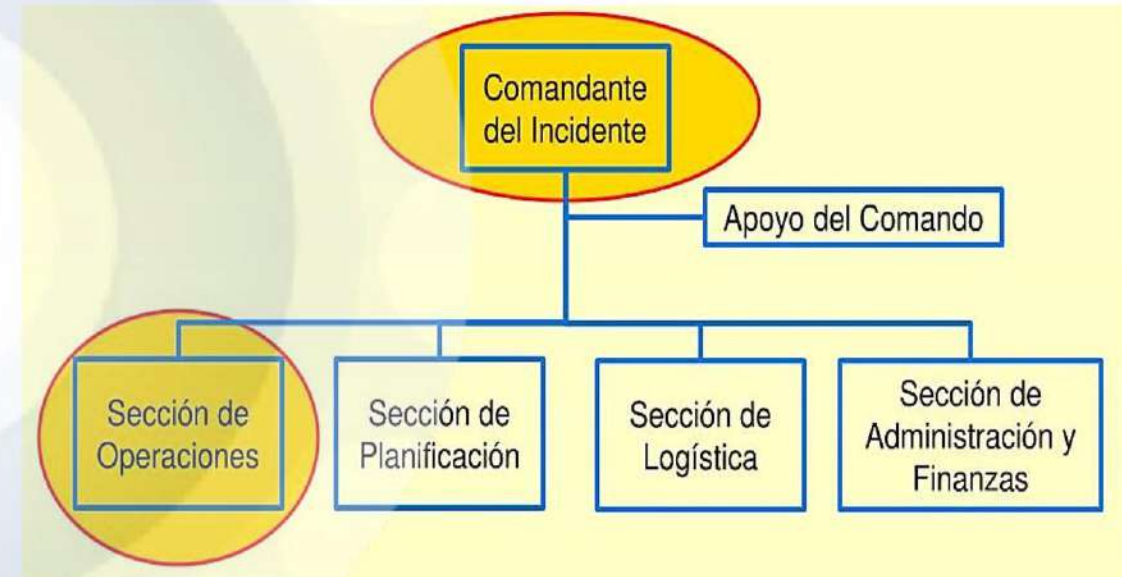 Comandante
del Incidente
Apoyo del Comando
Sección de
Operaciones
Sección de
Planificación
Sección de
Logística
Sección de
Administración y
Finanzas